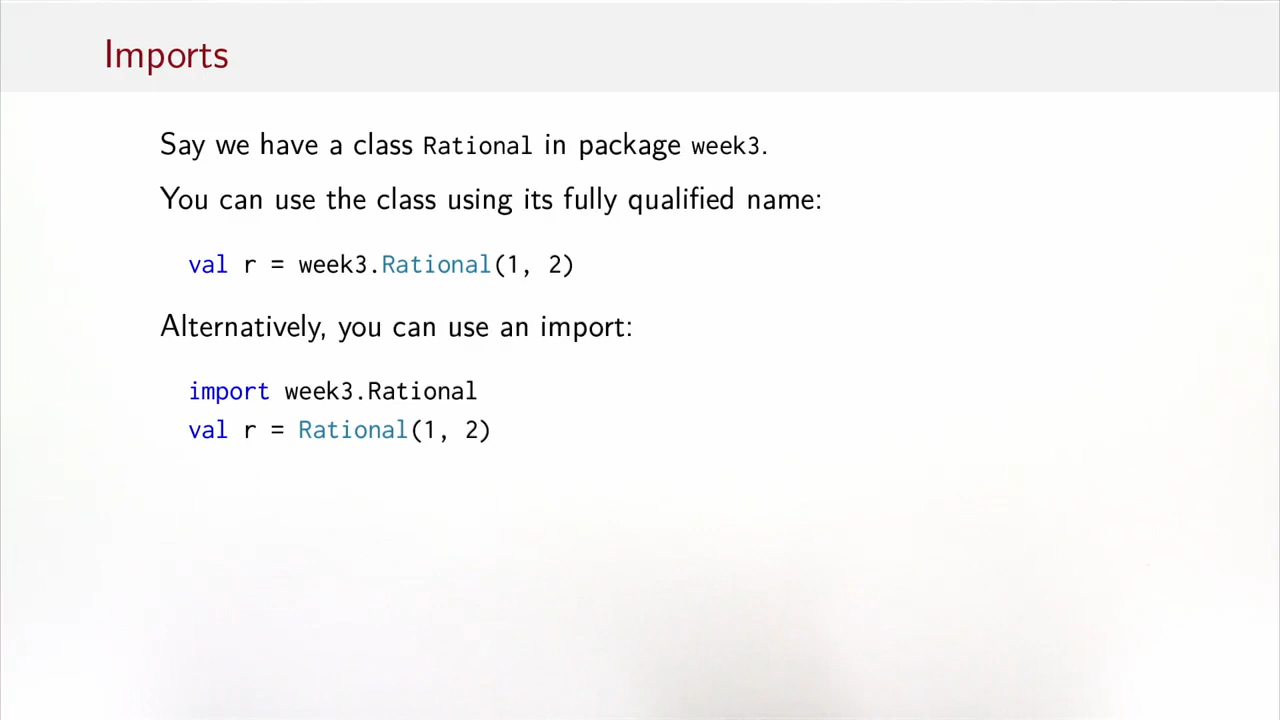 Imports
Say we have a class Rational in package week3.
You can use the class using its fully qualified name:
val r = week3.Rational(1, 2)
Alternatively, you can use an import:
import week3.Rational
val r = Rational(1, 2)